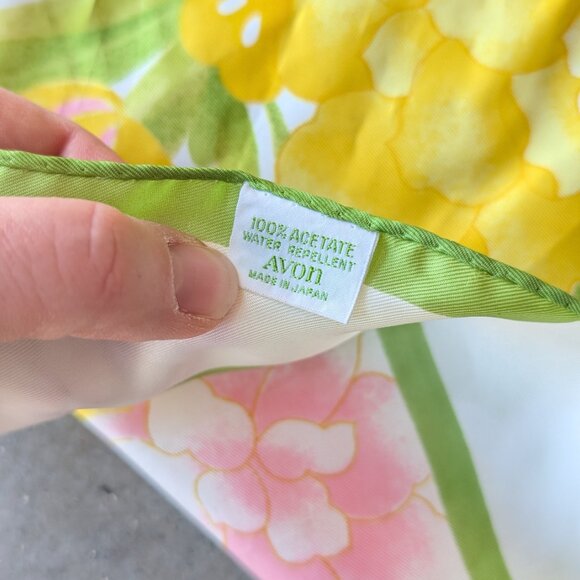 100% ACETATE
WATER REPELLENT
AVON
MADE IN JAPAN